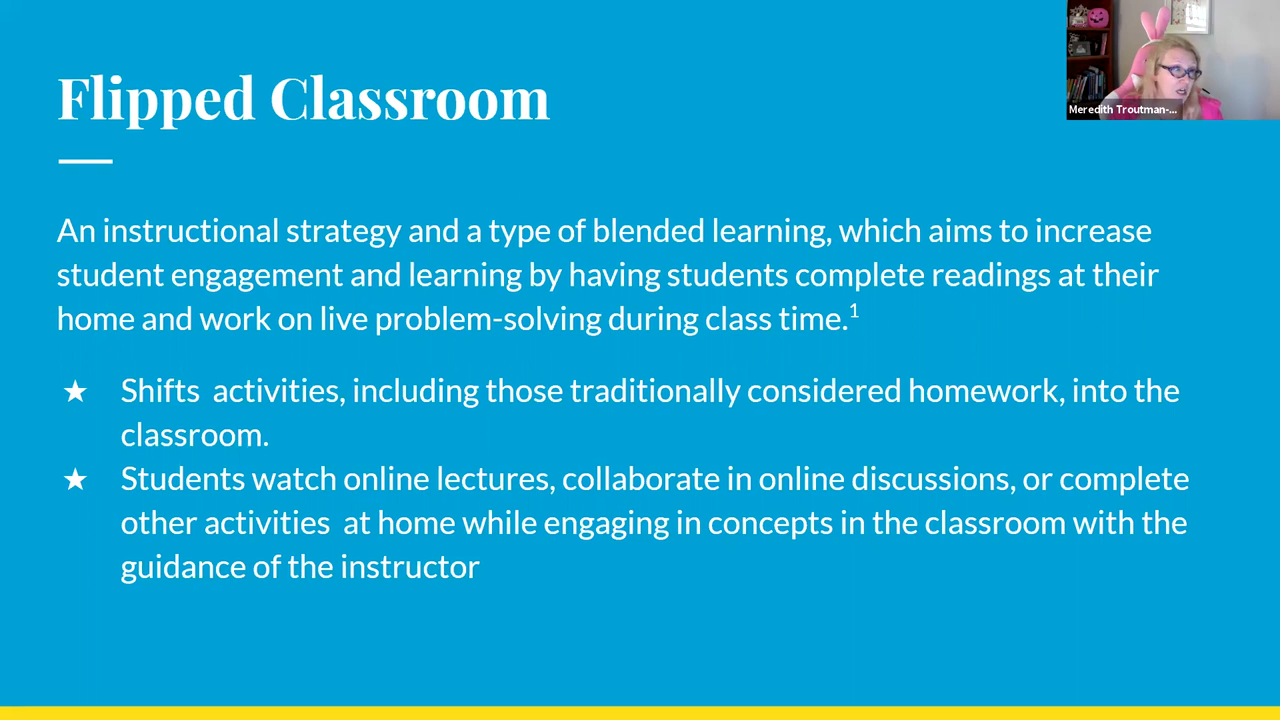 Flipped Classroom
Meredith Troutman-...
An instructional strategy and a type of blended learning, which aims to increase
student engagement and learning by having students complete readings at their
home and work on live problem-solving during class time.1
★ Shifts  activities, including those traditionally considered homework, into the
classroom.
★ Students watch online lectures, collaborate in online discussions, or complete
other activities  at home while engaging in concepts in the classroom with the
guidance of the instructor